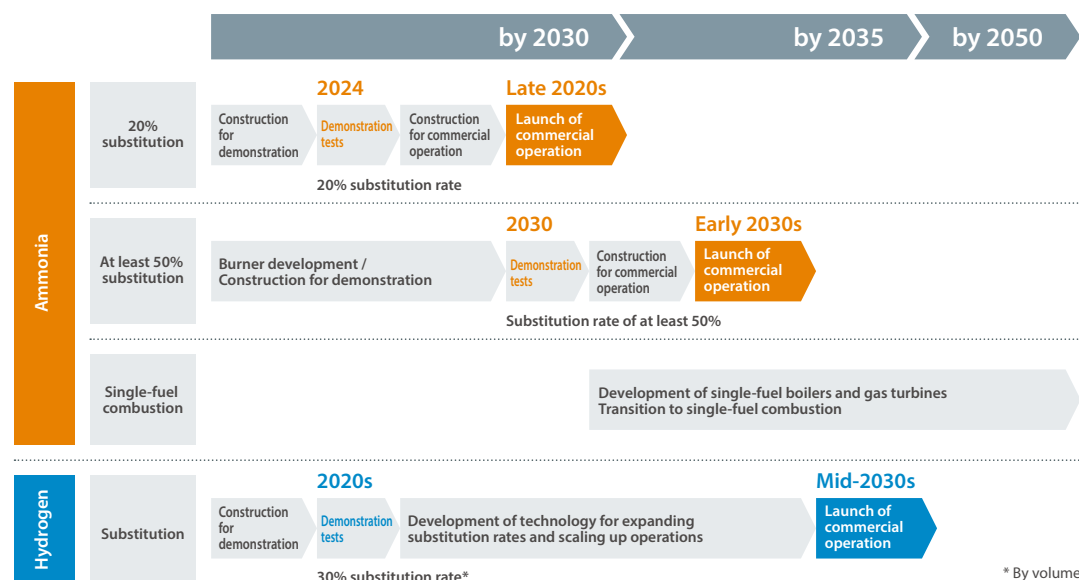 by 2030
by 2035
by 2050
Ammonia
20%
substitution
Construction
for
demonstration
2024
Demonstration
tests
Construction
for commercial
operation
Late 2020s
Launch of
commercial
operation
20% substitution rate
At least 50%
substitution
Burner development /
Construction for demonstration
2030
Demonstration
tests
Construction
for commercial
operation
Early 2030s
Launch of
commercial
operation
Substitution rate of at least 50%
Single-fuel
combustion
Development of single-fuel boilers and gas turbines
Transition to single-fuel combustion
Hydrogen
Substitution
Construction
for
demonstration
2020s
Demonstration
tests
Development of technology for expanding
substitution rates and scaling up operations
Mid-2030s
Launch of
commercial
operation
30% substitution rate*
* By volume